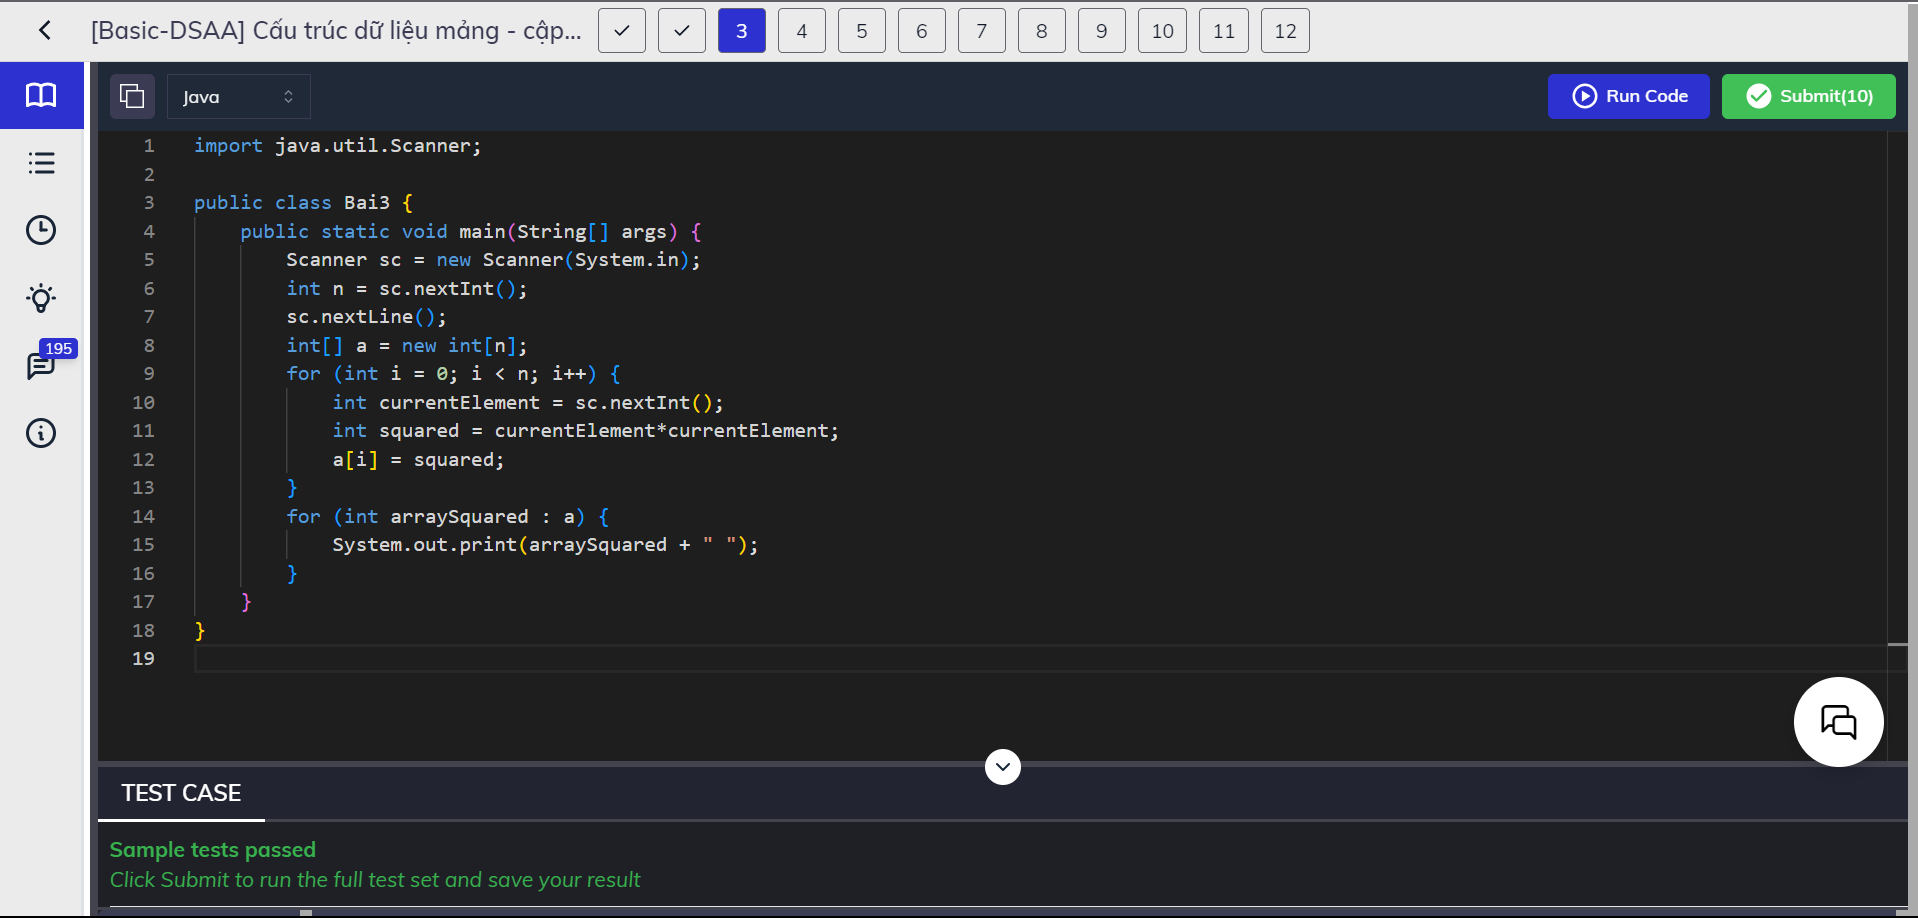 [Basic-DSAA] Cấu trúc dữ liệu mảng - cập... 3 4 5 6 7 8 9 10 11 12
Java Run Code Submit(10)
195
1 import java.util.Scanner;
2
3 public class Bai3 {
4 public static void main(String[] args) {
5 Scanner sc = new Scanner(System.in);
6 int n = sc.nextInt();
7 sc.nextLine();
8 int[] a = new int[n];
9 for (int i = 0; i < n; i++) {
10 int currentElement = sc.nextInt();
11 int squared = currentElement*currentElement;
12 a[i] = squared;
13 }
14 for (int arraySquared : a) {
15 System.out.print(arraySquared + " ");
16 }
17 }
18 }
19
TEST CASE
Sample tests passed
Click Submit to run the full test set and save your result